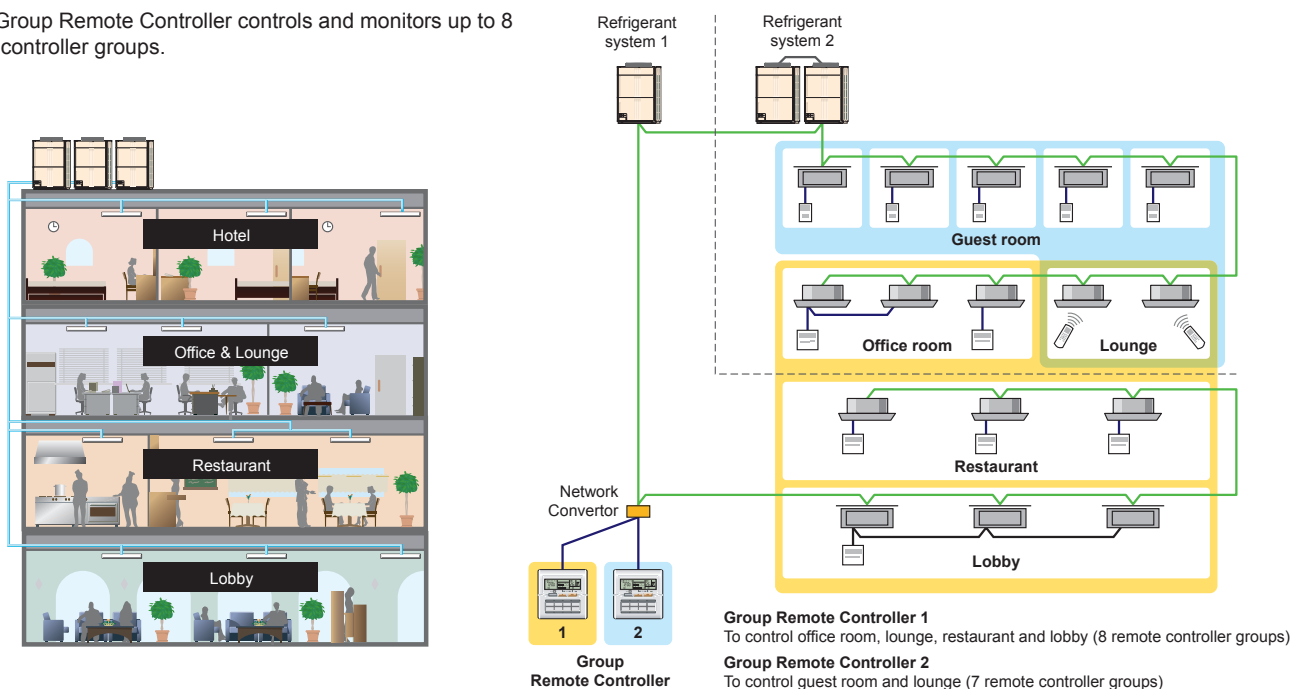 Group Remote Controller controls and monitors up to 8
controller groups.
Hotel
Office & Lounge
Restaurant
Lobby
Refrigerant
system 1
Refrigerant
system 2
Guest room
Office room
Lounge
Restaurant
Lobby
Network
Convertor
1
2
Group
Remote Controller
Group Remote Controller 1
To control office room, lounge, restaurant and lobby (8 remote controller groups)
Group Remote Controller 2
To control guest room and lounge (7 remote controller groups)